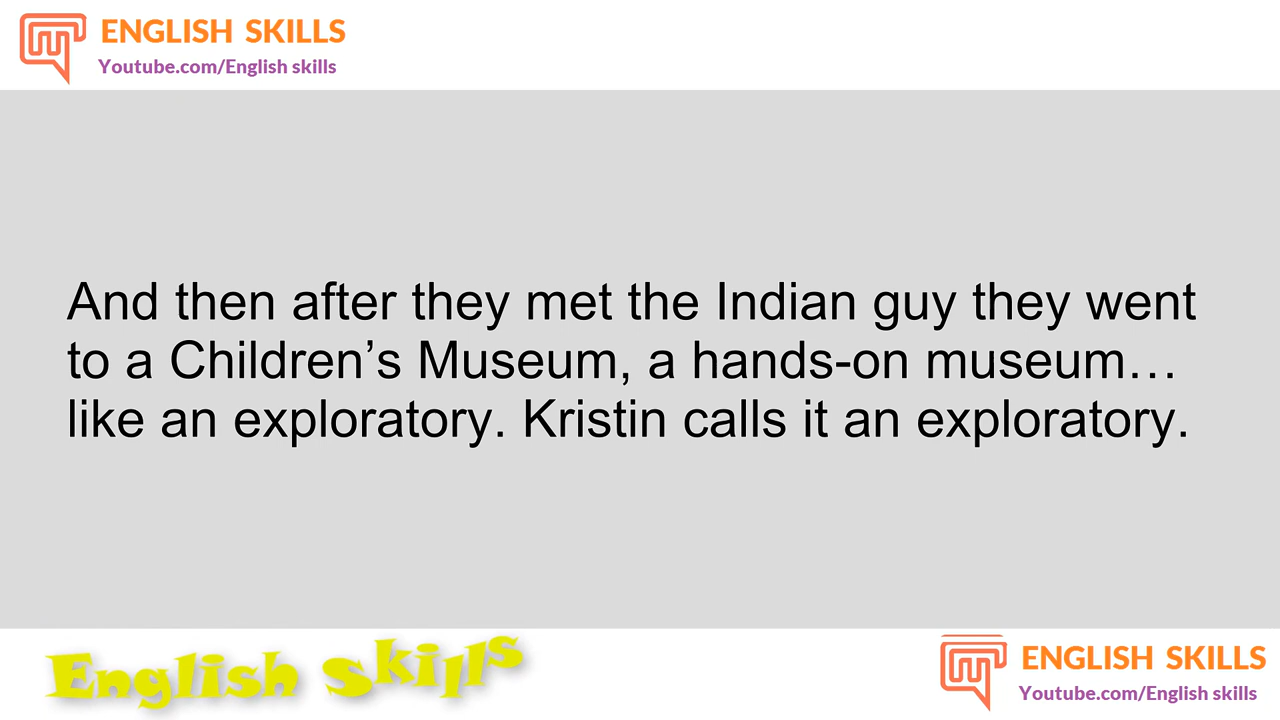 ENGLISH SKILLS
Youtube.com/English skills
And then after they met the Indian guy they went
to a Children’s Museum, a hands-on museum…
like an exploratory. Kristin calls it an exploratory.
English Skills
ENGLISH SKILLS
Youtube.com/English skills